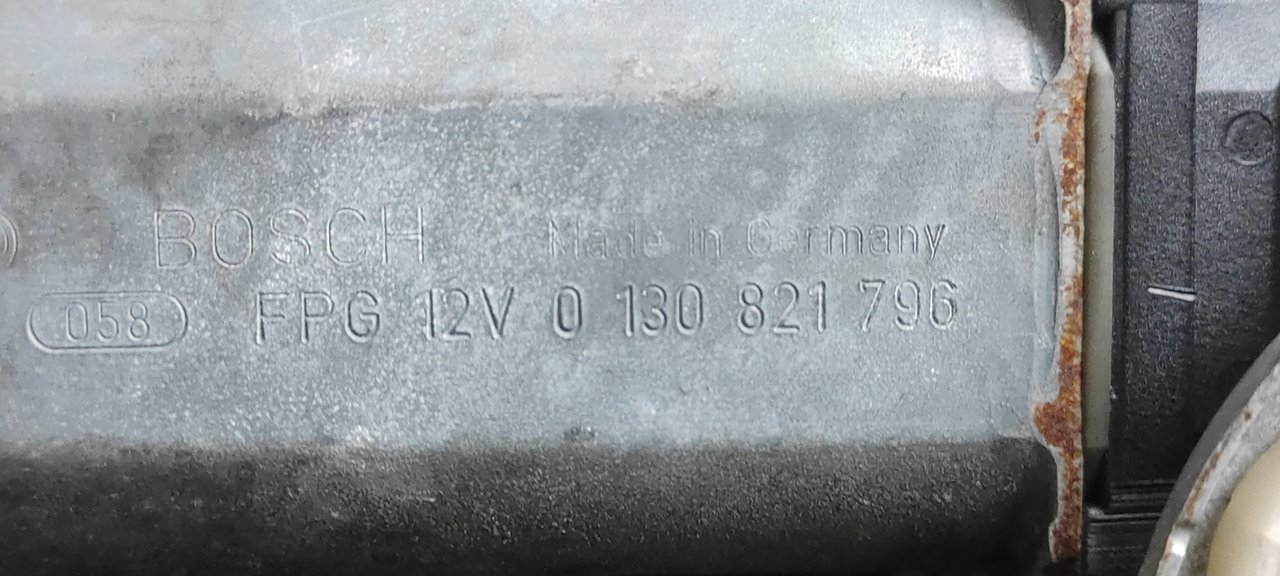 BOSCH Made in Germany
058 FPG 12V 0 130 821 796